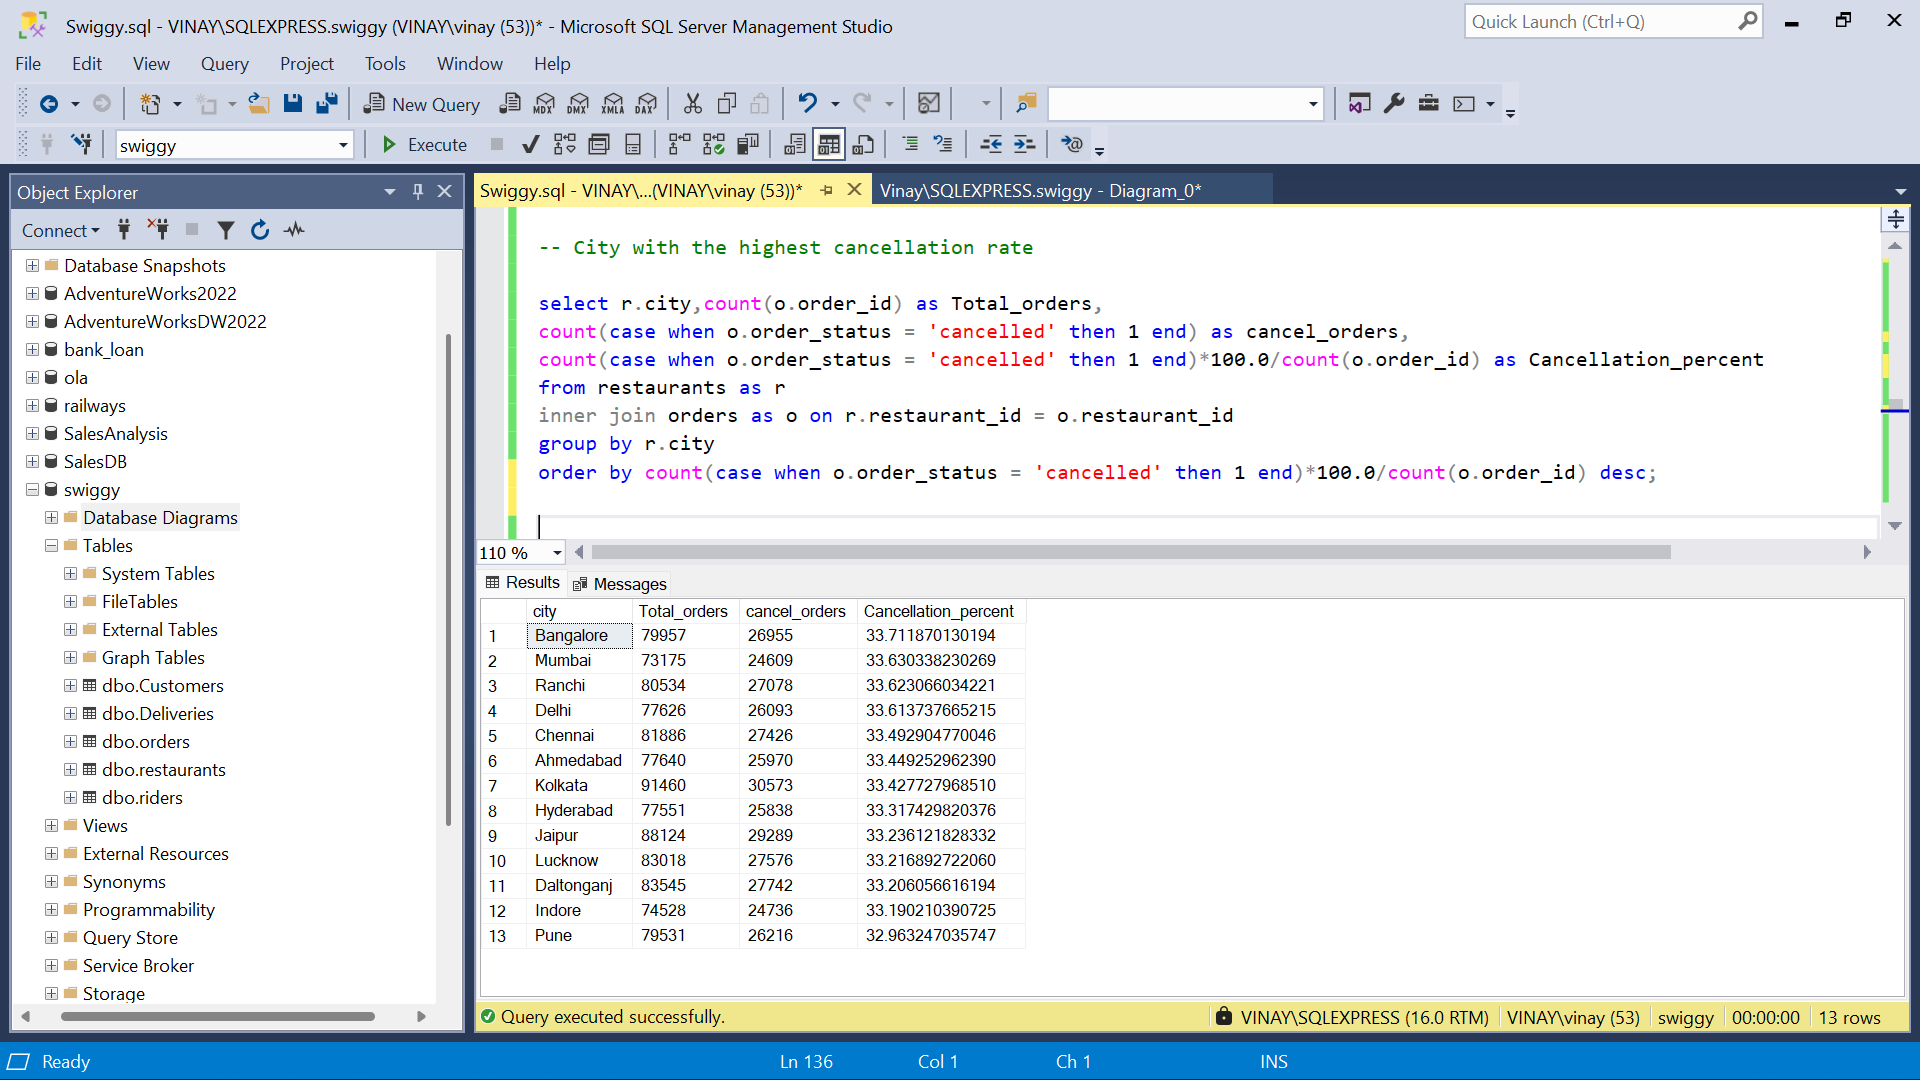 Swiggy.sql - VINAY\SQLEXPRESS.swiggy (VINAY\vinay (53))* - Microsoft SQL Server Management Studio
Quick Launch (Ctrl+Q)
File Edit View Query Project Tools Window Help
New Query MDX DMX XMLA DAX
swiggy Execute
Object Explorer
Connect
Database Snapshots
AdventureWorks2022
AdventureWorksDW2022
bank_loan
ola
railways
SalesAnalysis
SalesDB
swiggy
Database Diagrams
Tables
System Tables
FileTables
External Tables
Graph Tables
dbo.Customers
dbo.Deliveries
dbo.orders
dbo.restaurants
dbo.riders
Views
External Resources
Synonyms
Programmability
Query Store
Service Broker
Storage
Swiggy.sql - VINAY\...(VINAY\vinay (53))* Vinay\SQLEXPRESS.swiggy - Diagram_0*
-- City with the highest cancellation rate
select r.city,count(o.order_id) as Total_orders,
count(case when o.order_status = 'cancelled' then 1 end) as cancel_orders,
count(case when o.order_status = 'cancelled' then 1 end)*100.0/count(o.order_id) as Cancellation_percent
from restaurants as r
inner join orders as o on r.restaurant_id = o.restaurant_id
group by r.city
order by count(case when o.order_status = 'cancelled' then 1 end)*100.0/count(o.order_id) desc;
110 %
Results Messages
city Total_orders cancel_orders Cancellation_percent
1 Bangalore 79957 26955 33.711870130194
2 Mumbai 73175 24609 33.630338230269
3 Ranchi 80534 27078 33.623066034221
4 Delhi 77626 26093 33.613737665215
5 Chennai 81886 27426 33.492904770046
6 Ahmedabad 77640 25970 33.449252962390
7 Kolkata 91460 30573 33.427727968510
8 Hyderabad 77551 25838 33.317429820376
9 Jaipur 88124 29289 33.236121828332
10 Lucknow 83018 27576 33.216892722060
11 Daltonganj 83545 27742 33.206056616194
12 Indore 74528 24736 33.190210390725
13 Pune 79531 26216 32.963247035747
Query executed successfully. VINAY\SQLEXPRESS (16.0 RTM) VINAY\vinay (53) swiggy 00:00:00 13 rows
Ready Ln 136 Col 1 Ch 1 INS